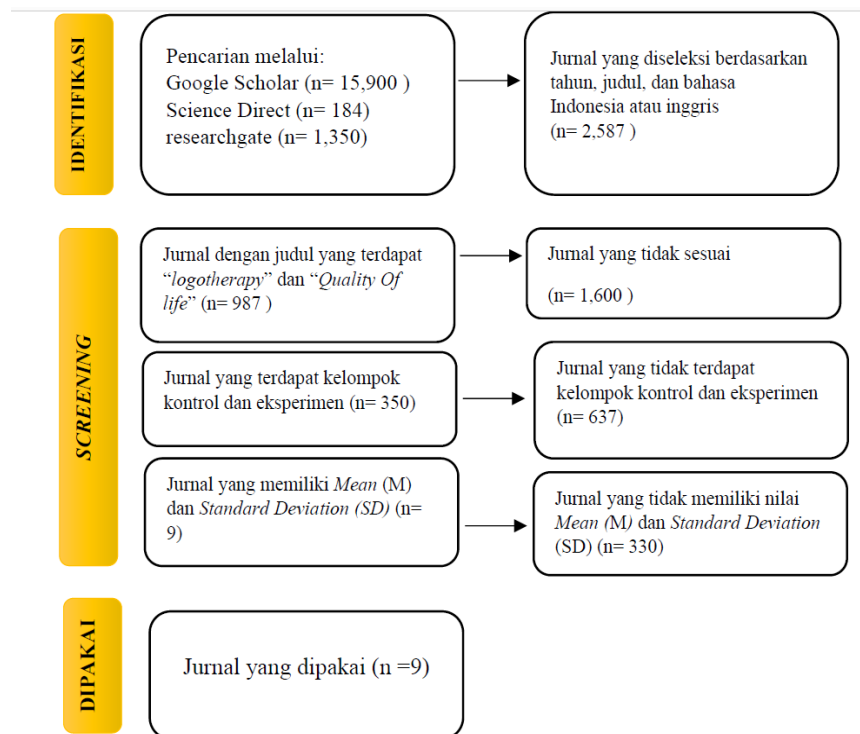 IDENTIFIKASI
Pencarian melalui:
Google Scholar (n= 15,900 )
Science Direct (n= 184)
researchgate (n= 1,350)
Jurnal yang diseleksi berdasarkan
tahun, judul, dan bahasa
Indonesia atau inggris
(n= 2,587 )
SCREENING
Jurnal dengan judul yang terdapat
“logotherapy” dan “Quality Of
life” (n= 987 )
Jurnal yang tidak sesuai
(n= 1,600 )
Jurnal yang terdapat kelompok
kontrol dan eksperimen (n= 350)
Jurnal yang tidak terdapat
kelompok kontrol dan eksperimen
(n= 637)
Jurnal yang memiliki Mean (M)
dan Standard Deviation (SD) (n=
9)
Jurnal yang tidak memiliki nilai
Mean (M) dan Standard Deviation
(SD) (n= 330)
DIPAKAI
Jurnal yang dipakai (n =9)